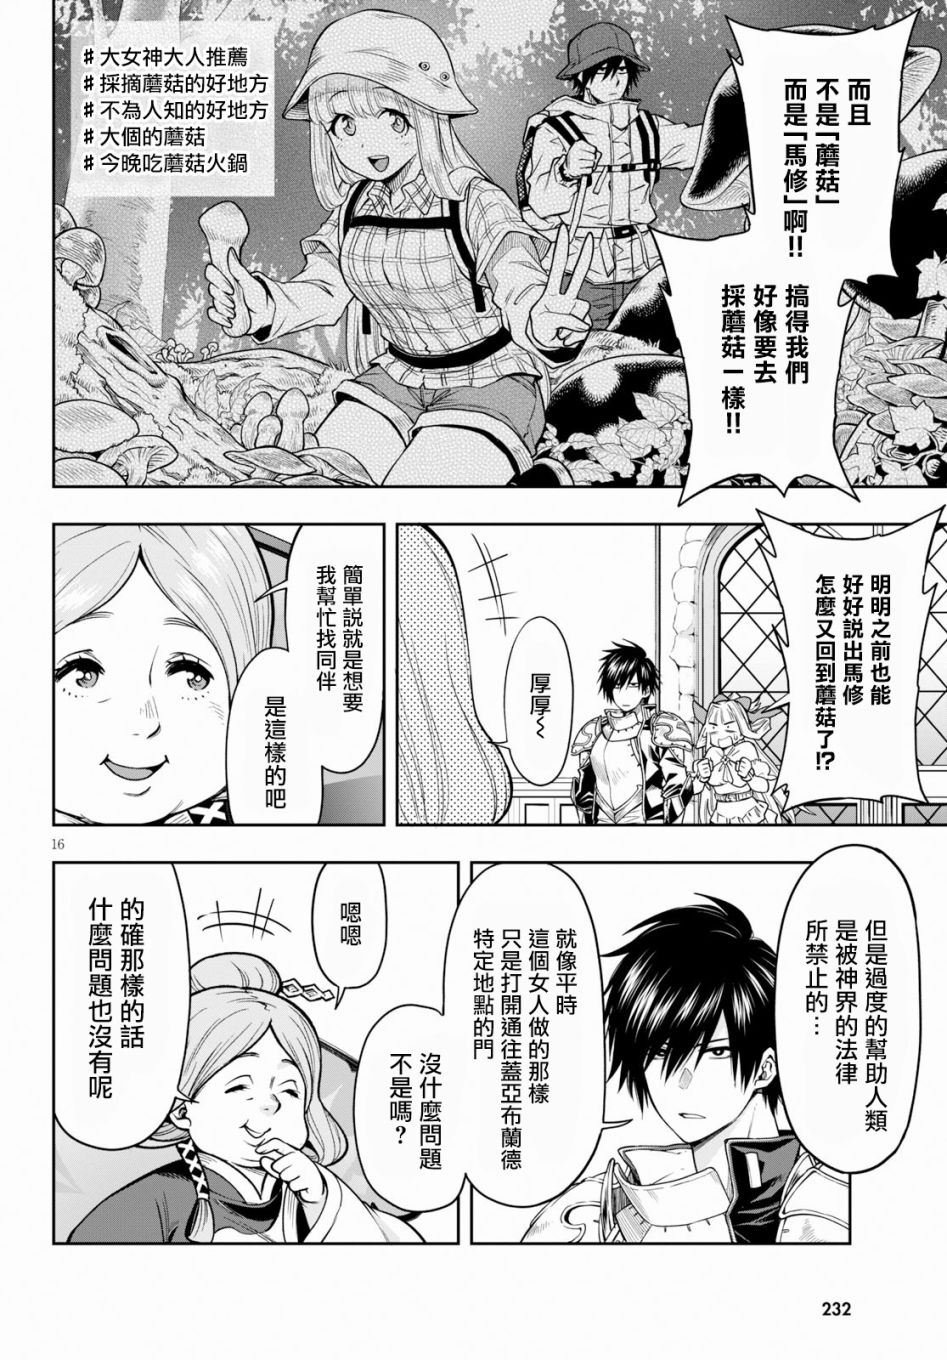 而且
不是「蘑菇」
而是「馬修」啊!!
搞得我們
好像要去
採蘑菇一樣!!
♯大女神大人推薦
♯採摘蘑菇的好地方
♯不為人知的好地方
♯大個的蘑菇
♯今晚吃蘑菇火鍋
明明之前也能
好好説出馬修
怎麼又回到蘑菇了!?
厚厚~
簡單説就是想要
我幫忙找同伴
是這樣的吧
16
但是過度的幫助人類
是被神界的法律
所禁止的…
就像平時
這個女人做的那樣
只是打開通往蓋亞布蘭德
特定地點的門
沒什麼問題
不是嗎?
嗯嗯
的確那樣的話
什麼問題也沒有呢
232